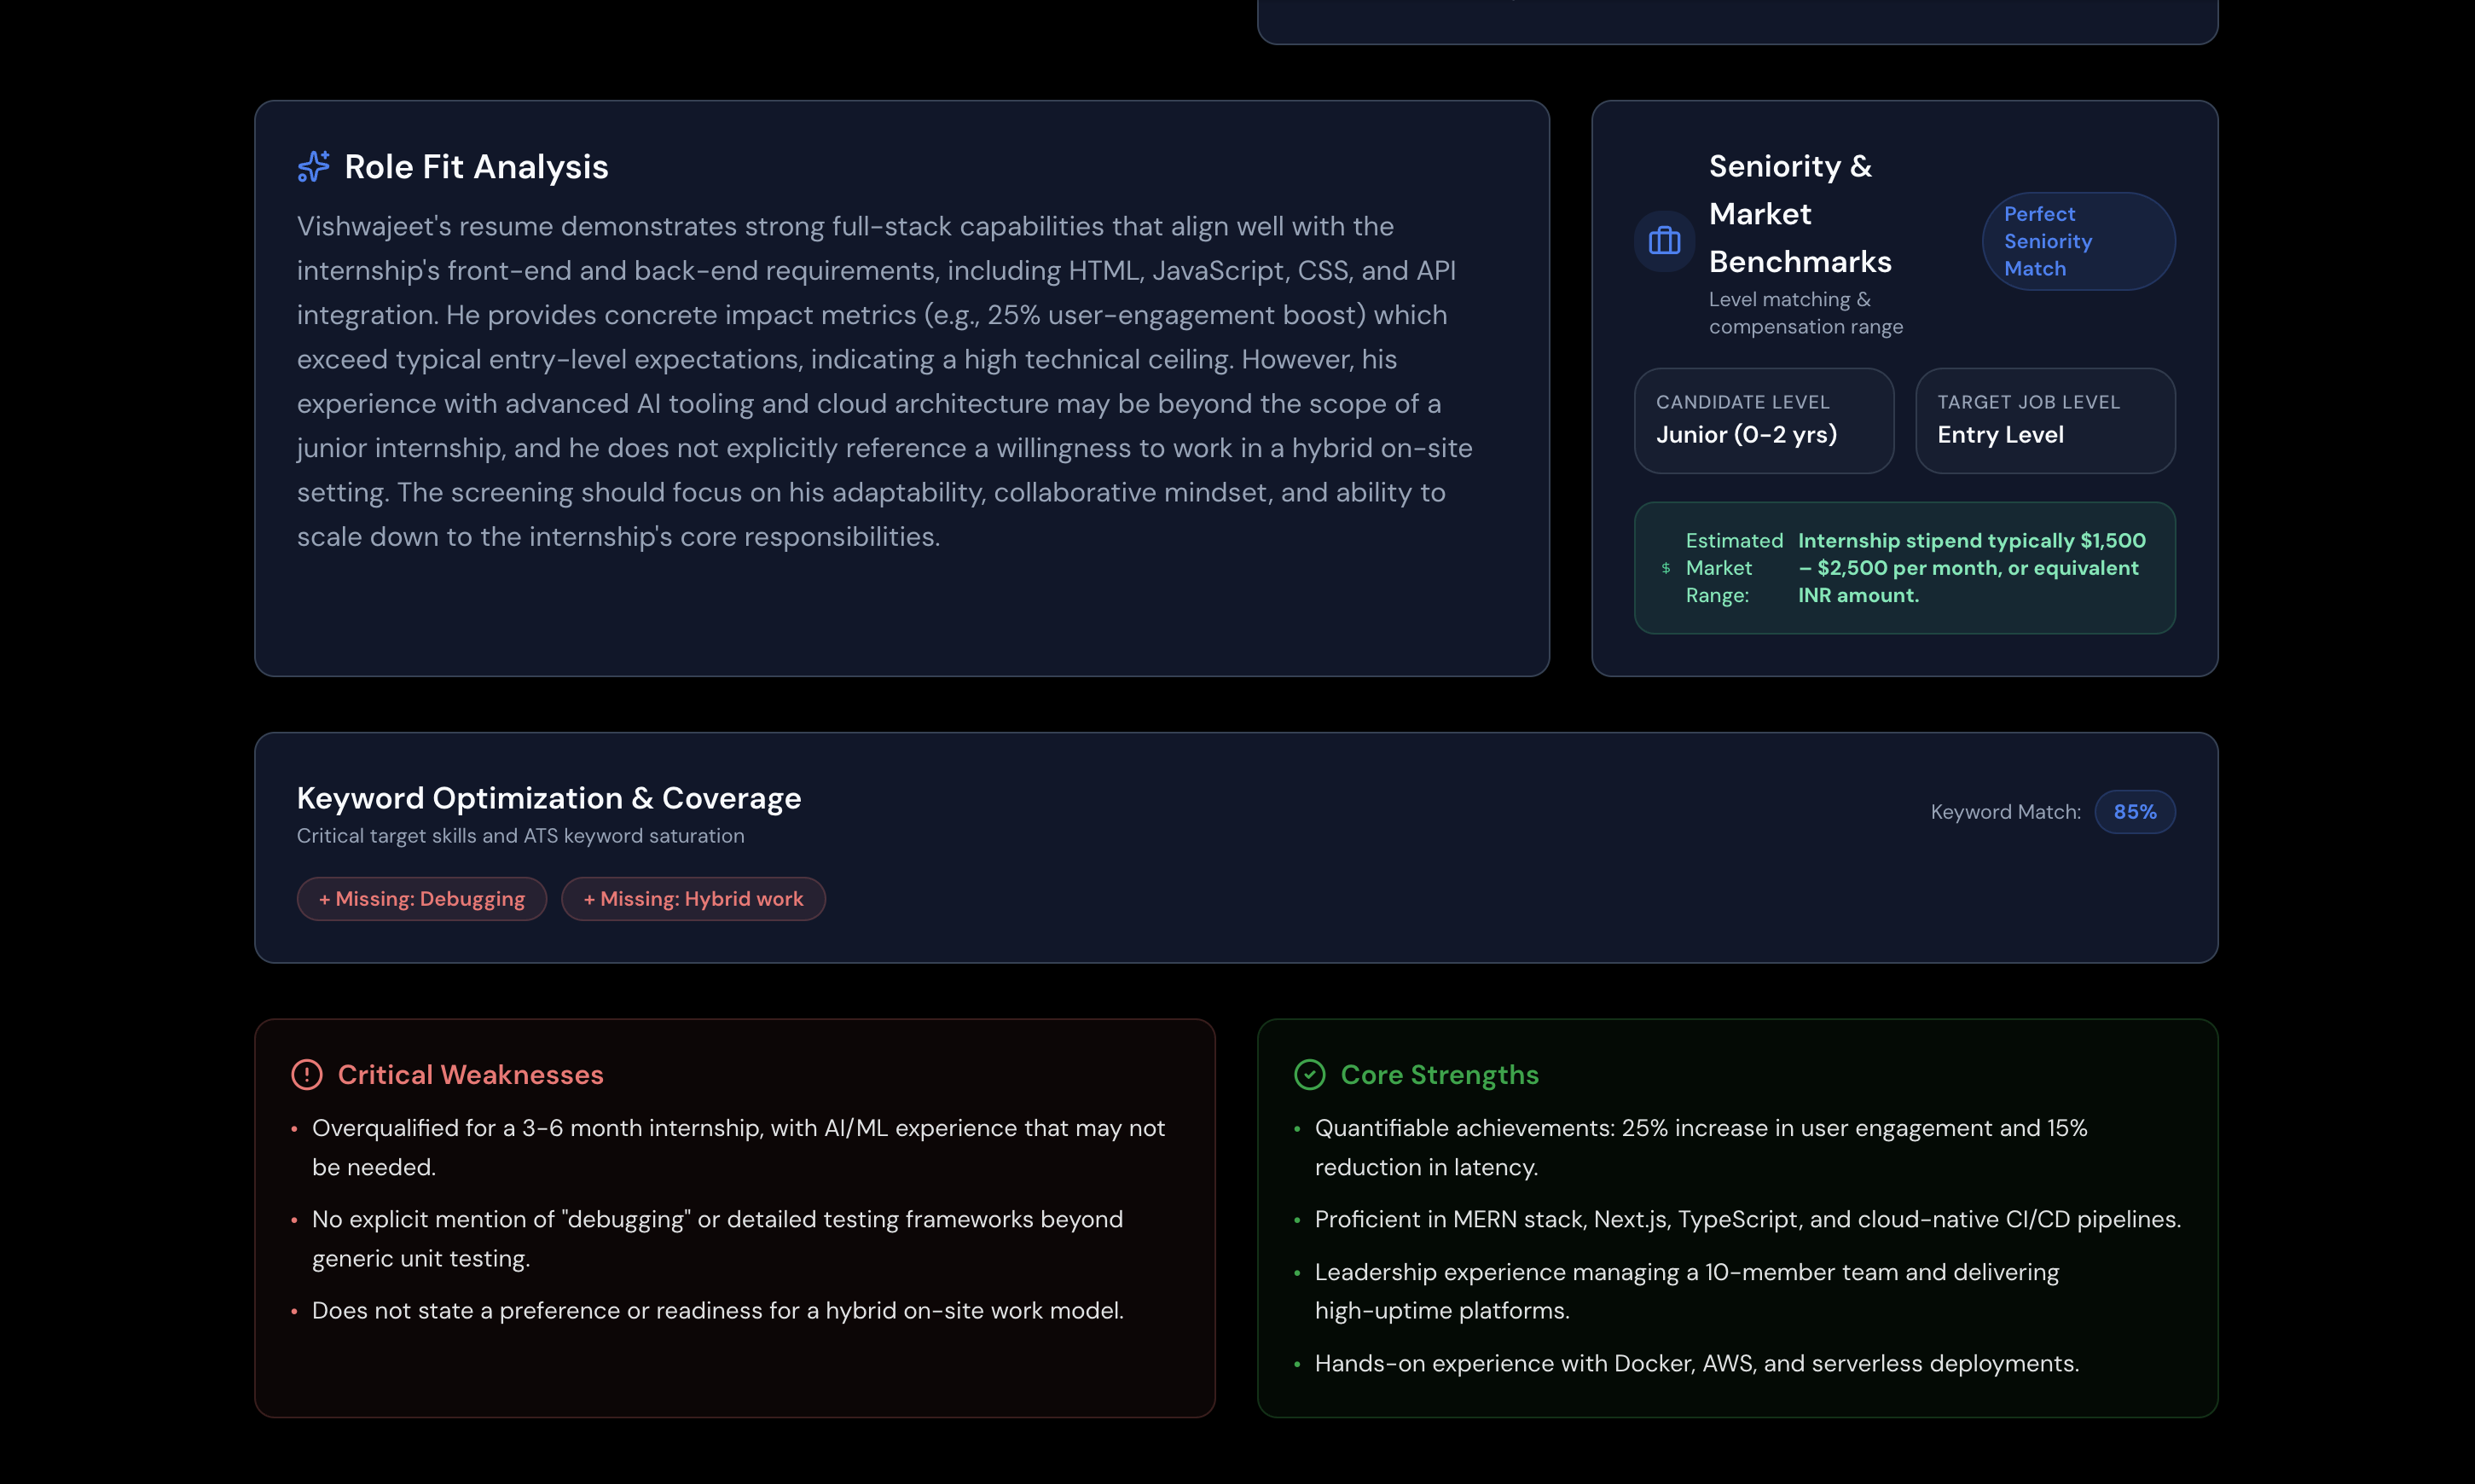 Role Fit Analysis
Vishwajeet's resume demonstrates strong full-stack capabilities that align well with the
internship's front-end and back-end requirements, including HTML, JavaScript, CSS, and API
integration. He provides concrete impact metrics (e.g., 25% user-engagement boost) which
exceed typical entry-level expectations, indicating a high technical ceiling. However, his
experience with advanced AI tooling and cloud architecture may be beyond the scope of a
junior internship, and he does not explicitly reference a willingness to work in a hybrid on-site
setting. The screening should focus on his adaptability, collaborative mindset, and ability to
scale down to the internship's core responsibilities.
Seniority &
Market
Benchmarks
Level matching &
compensation range
Perfect
Seniority
Match
CANDIDATE LEVEL
Junior (0-2 yrs)
TARGET JOB LEVEL
Entry Level
$
Estimated
Market
Range:
Internship stipend typically $1,500
– $2,500 per month, or equivalent
INR amount.
Keyword Optimization & Coverage
Critical target skills and ATS keyword saturation
Keyword Match: 85%
+ Missing: Debugging
+ Missing: Hybrid work
Critical Weaknesses
• Overqualified for a 3-6 month internship, with AI/ML experience that may not
be needed.
• No explicit mention of "debugging" or detailed testing frameworks beyond
generic unit testing.
• Does not state a preference or readiness for a hybrid on-site work model.
Core Strengths
• Quantifiable achievements: 25% increase in user engagement and 15%
reduction in latency.
• Proficient in MERN stack, Next.js, TypeScript, and cloud-native CI/CD pipelines.
• Leadership experience managing a 10-member team and delivering
high-uptime platforms.
• Hands-on experience with Docker, AWS, and serverless deployments.